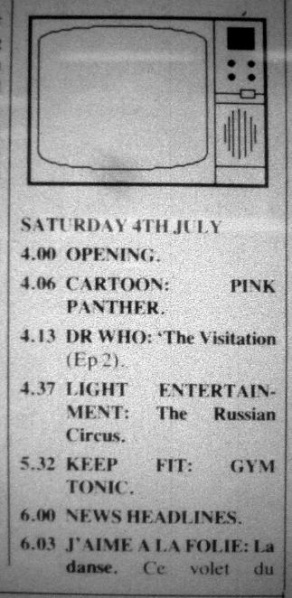 SATURDAY 4TH JULY
4.00 OPENING.
4.06 CARTOON: PINK
PANTHER.
4.13 DR WHO: 'The Visitation
(Ep 2).
4.37 LIGHT ENTERTAIN-
MENT: The Russian
Circus.
5.32 KEEP FIT: GYM
TONIC.
6.00 NEWS HEADLINES.
6.03 J'AIME A LA FOLIE: La
danse. Ce volet du